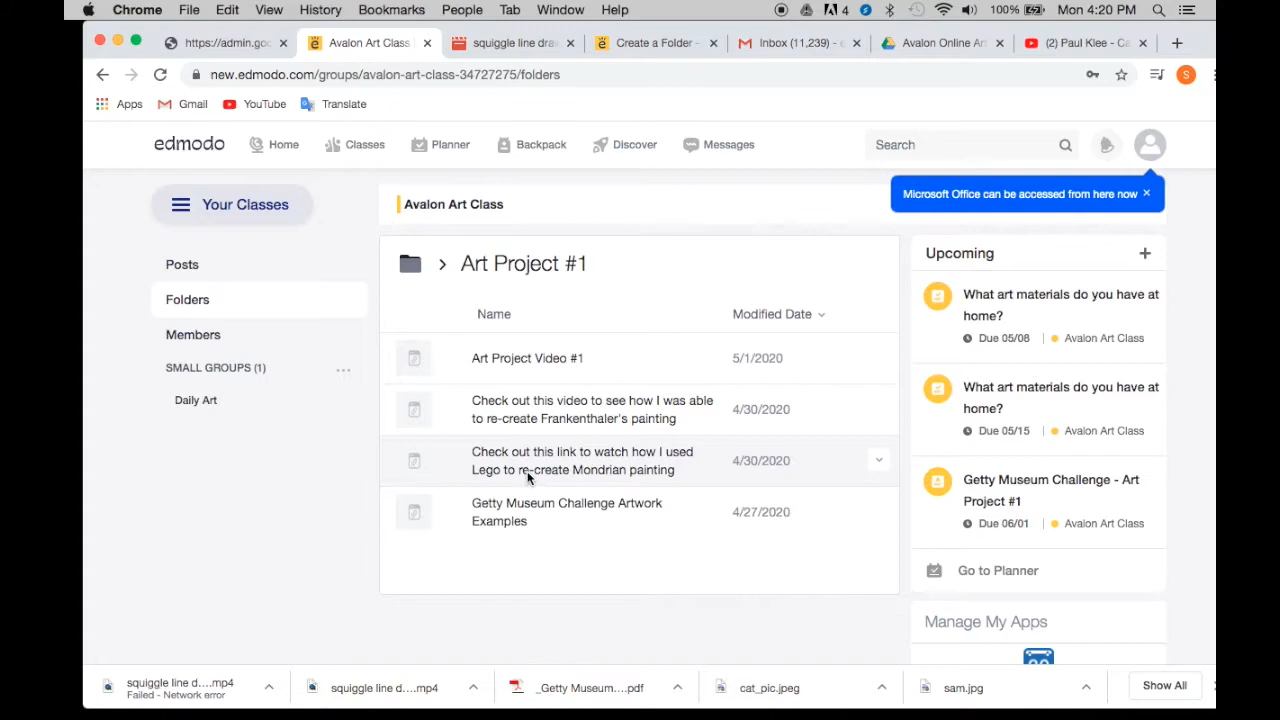 Chrome File Edit View History Bookmarks People Tab Window Help 4 100% Mon 4:20 PM
https://admin.goc × Avalon Art Class × squiggle line dra × Create a Folder - × Inbox (11,239) - e × Avalon Online Art × (2) Paul Klee - Ca × +
new.edmodo.com/groups/avalon-art-class-34727275/folders S
Apps Gmail YouTube Translate
edmodo Home Classes Planner Backpack Discover Messages Search
Microsoft Office can be accessed from here now ×
Your Classes
Avalon Art Class
Posts
Folders
Members
SMALL GROUPS (1) ...
Daily Art
> Art Project #1
Name Modified Date
Art Project Video #1 5/1/2020
Check out this video to see how I was able
to re-create Frankenthaler's painting
4/30/2020
Check out this link to watch how I used
Lego to re-create Mondrian painting
4/30/2020
Getty Museum Challenge Artwork
Examples
4/27/2020
Upcoming +
What art materials do you have at
home?
Due 05/08 | Avalon Art Class
What art materials do you have at
home?
Due 05/15 | Avalon Art Class
Getty Museum Challenge - Art
Project #1
Due 06/01 | Avalon Art Class
Go to Planner
Manage My Apps
squiggle line d....mp4
Failed - Network error
squiggle line d....mp4
_Getty Museum....pdf
cat_pic.jpeg
sam.jpg
Show All